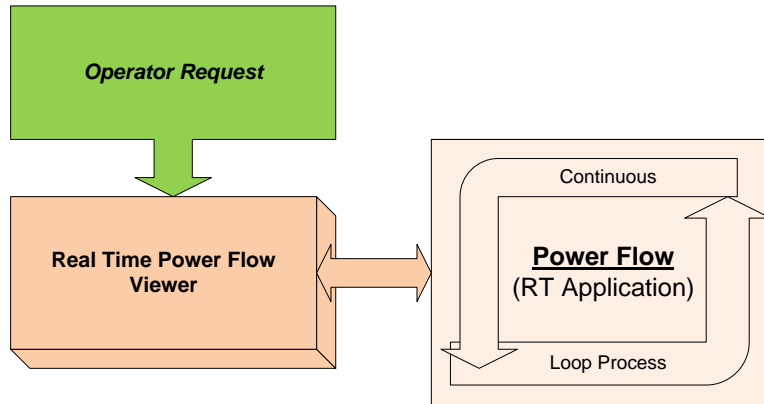 Operator Request
Real Time Power Flow
Viewer
Continuous
Power Flow
(RT Application)
Loop Process